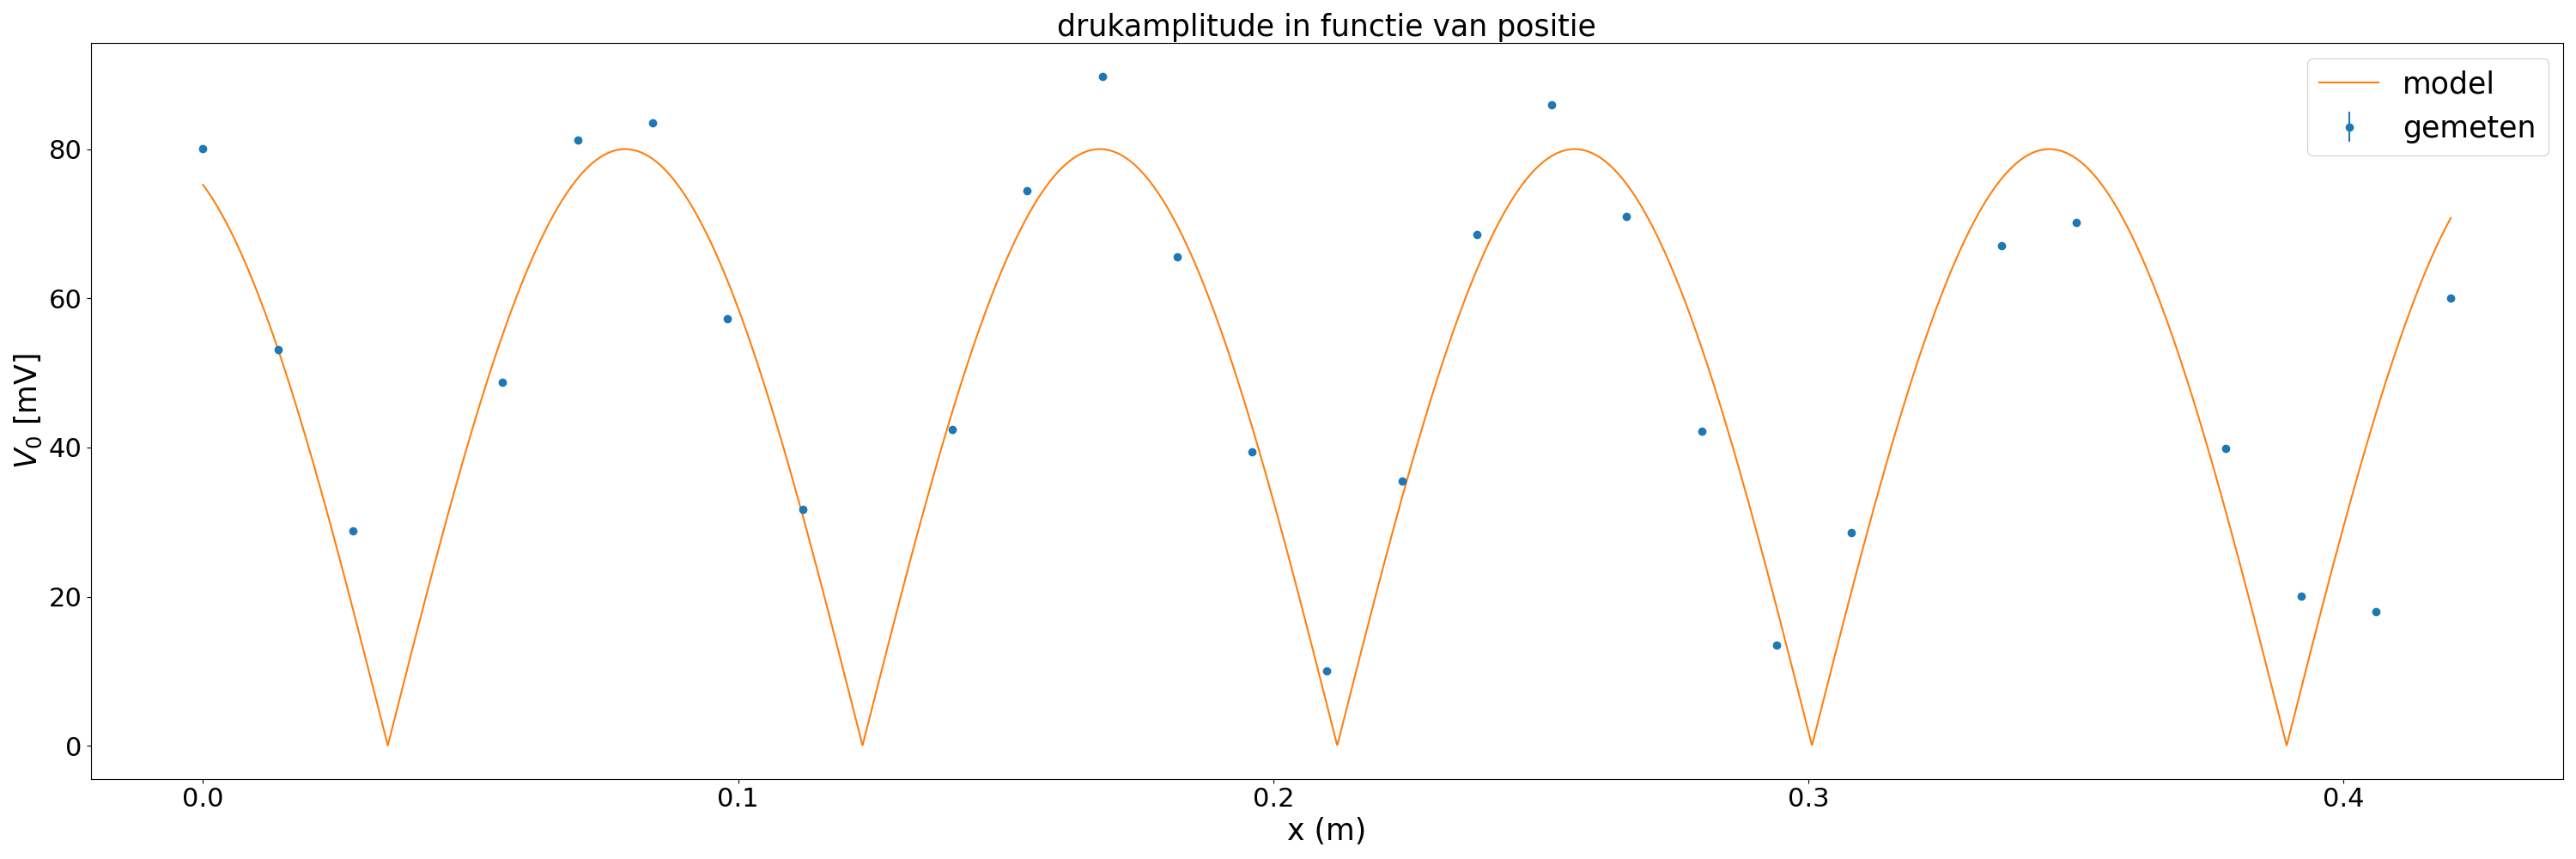 drukamplitude in functie van positie
model
gemeten
V₀ [mV]
80
60
40
20
0
0.0 0.1 0.2 0.3 0.4
x (m)